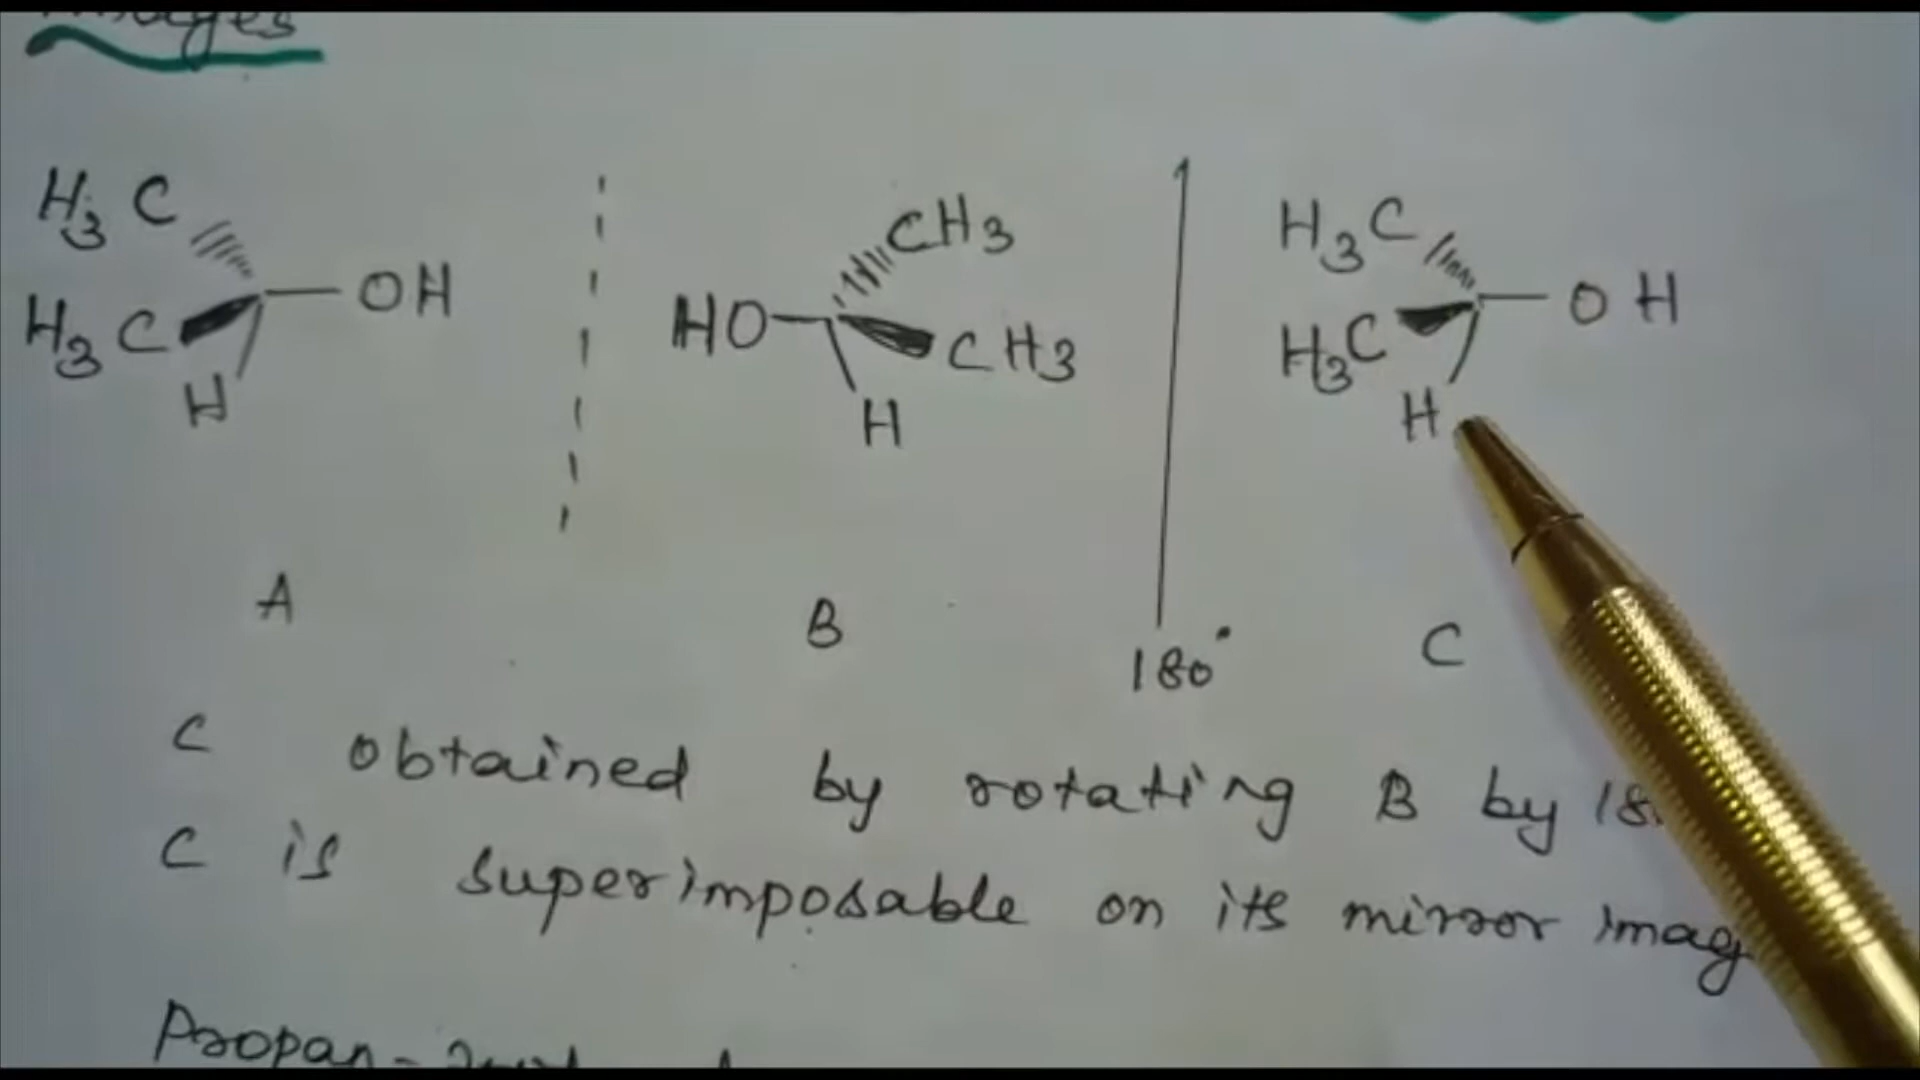 H3C H3C OH H
HO CH3 CH3 H
H3C H3C OH H
A B 180° C
C obtained by rotating B by
C is superimposable on its mirror